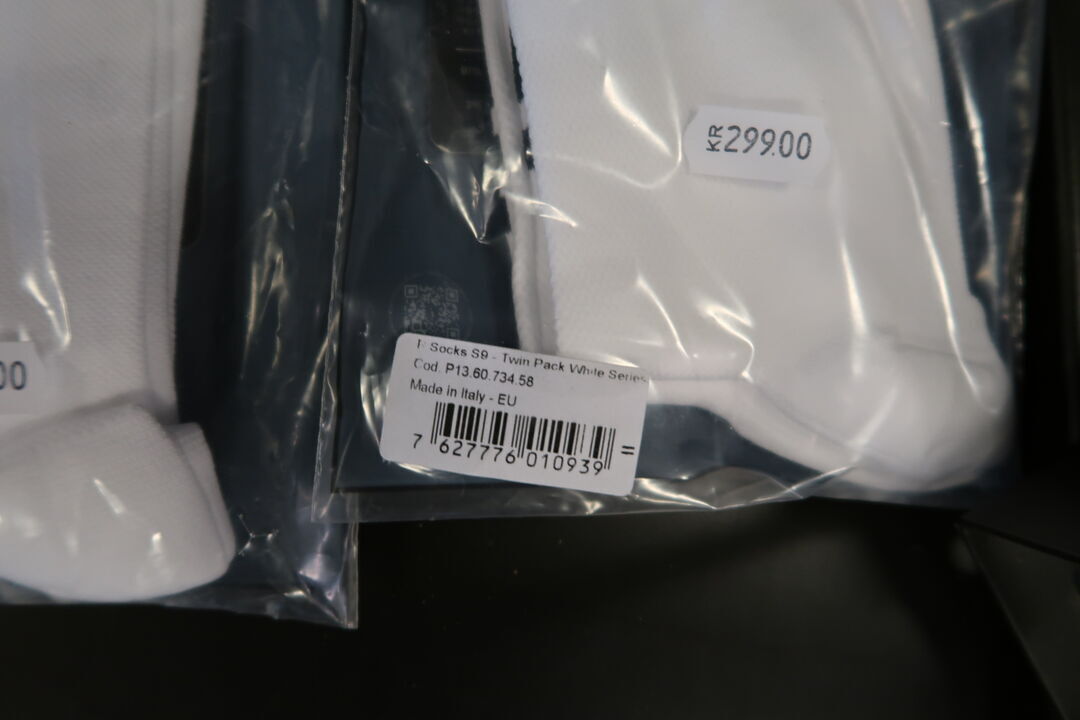 KR299.00
00
R Socks S9 - Twin Pack White Series
Cod. P13.60.734.58
Made in Italy - EU
7 627776 010939 =